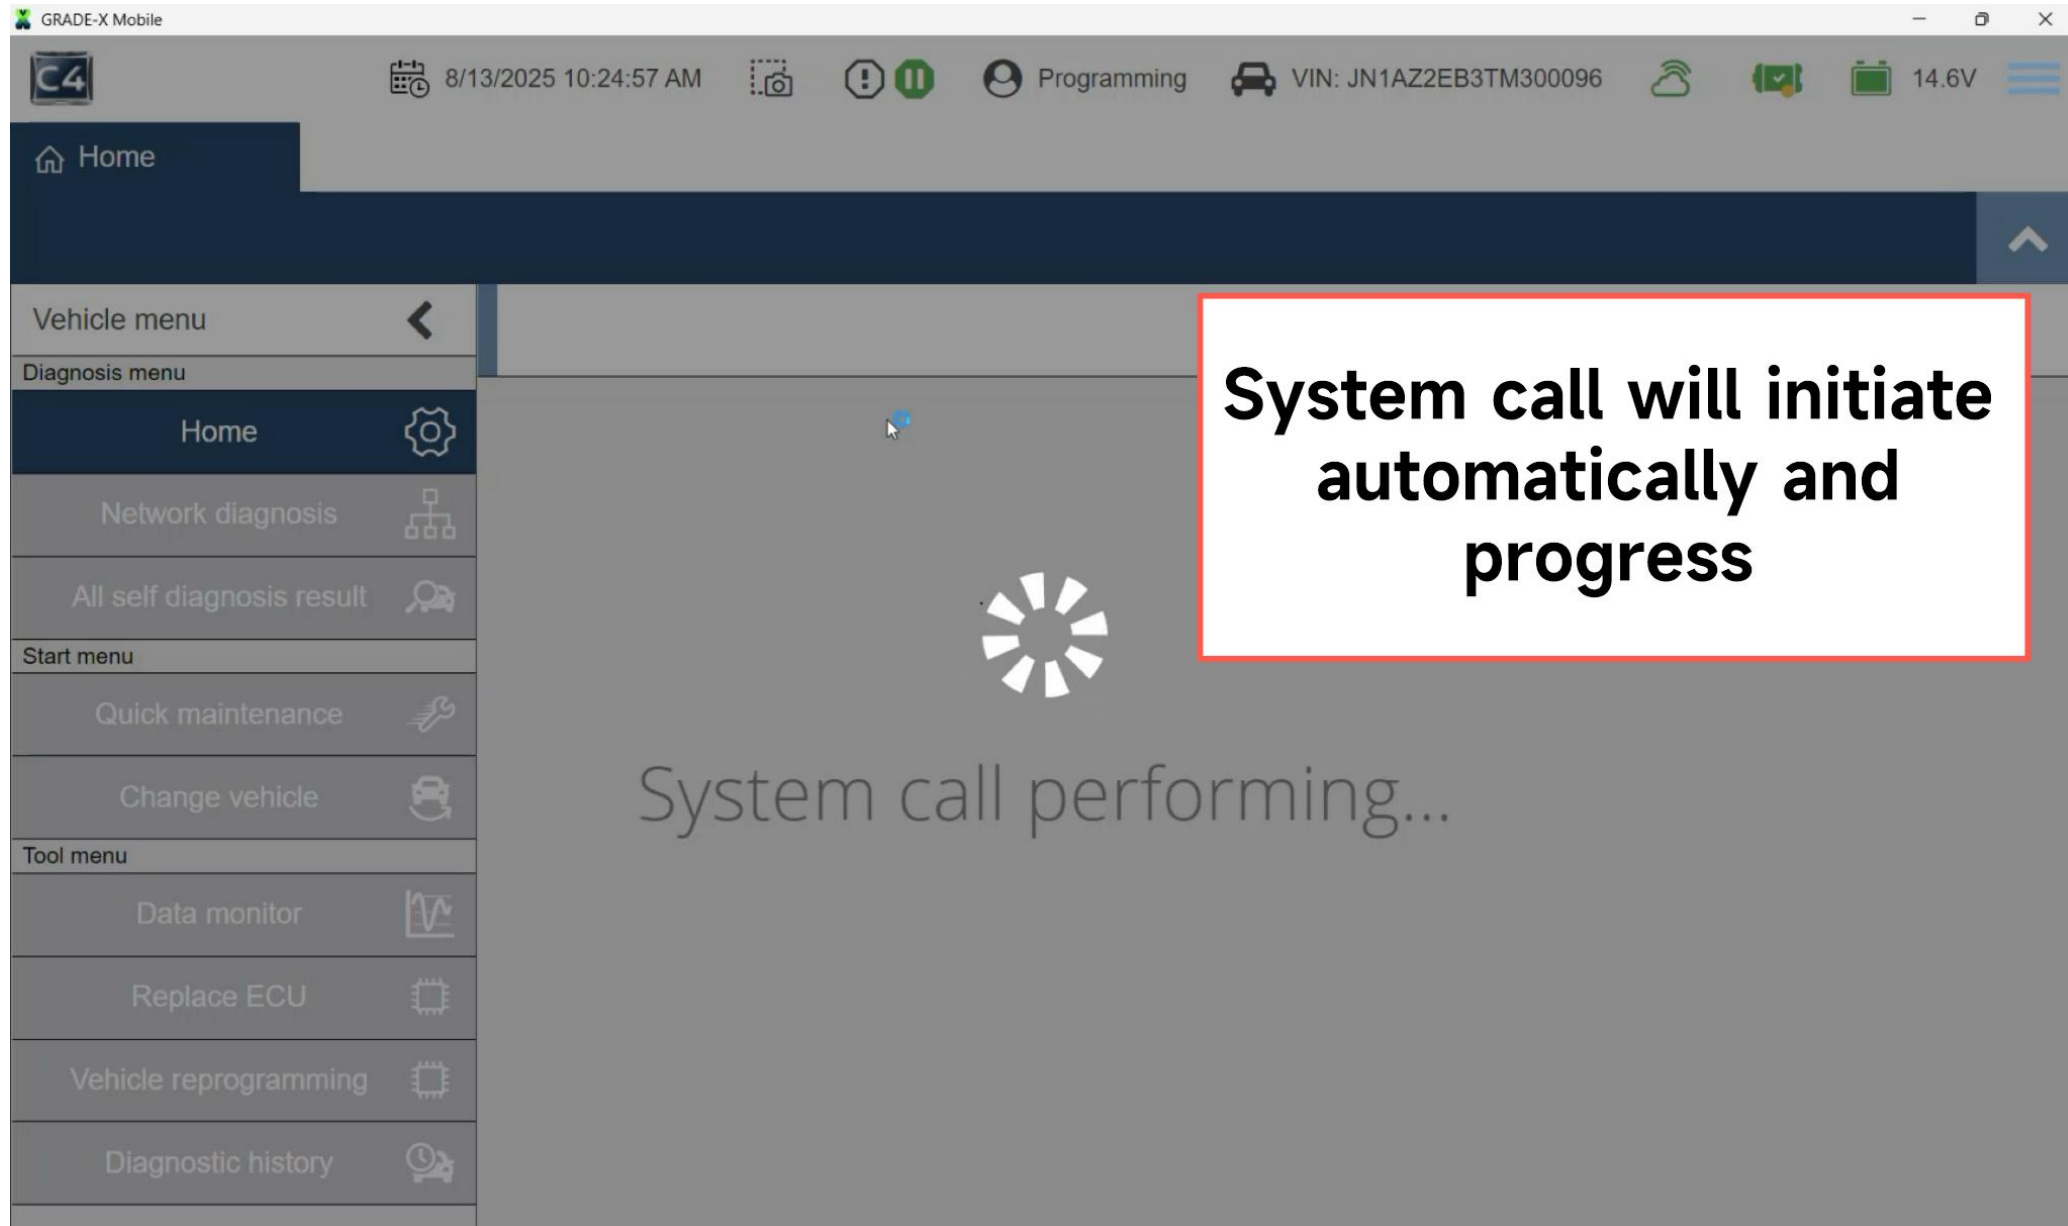 GRADE-X Mobile
C4
8/13/2025 10:24:57 AM
Programming
VIN: JN1AZ2EB3TM300096
14.6V
Home
Vehicle menu
Diagnosis menu
Home
Network diagnosis
All self diagnosis result
Start menu
Quick maintenance
Change vehicle
Tool menu
Data monitor
Replace ECU
Vehicle reprogramming
Diagnostic history
System call will initiate
automatically and
progress
System call performing...